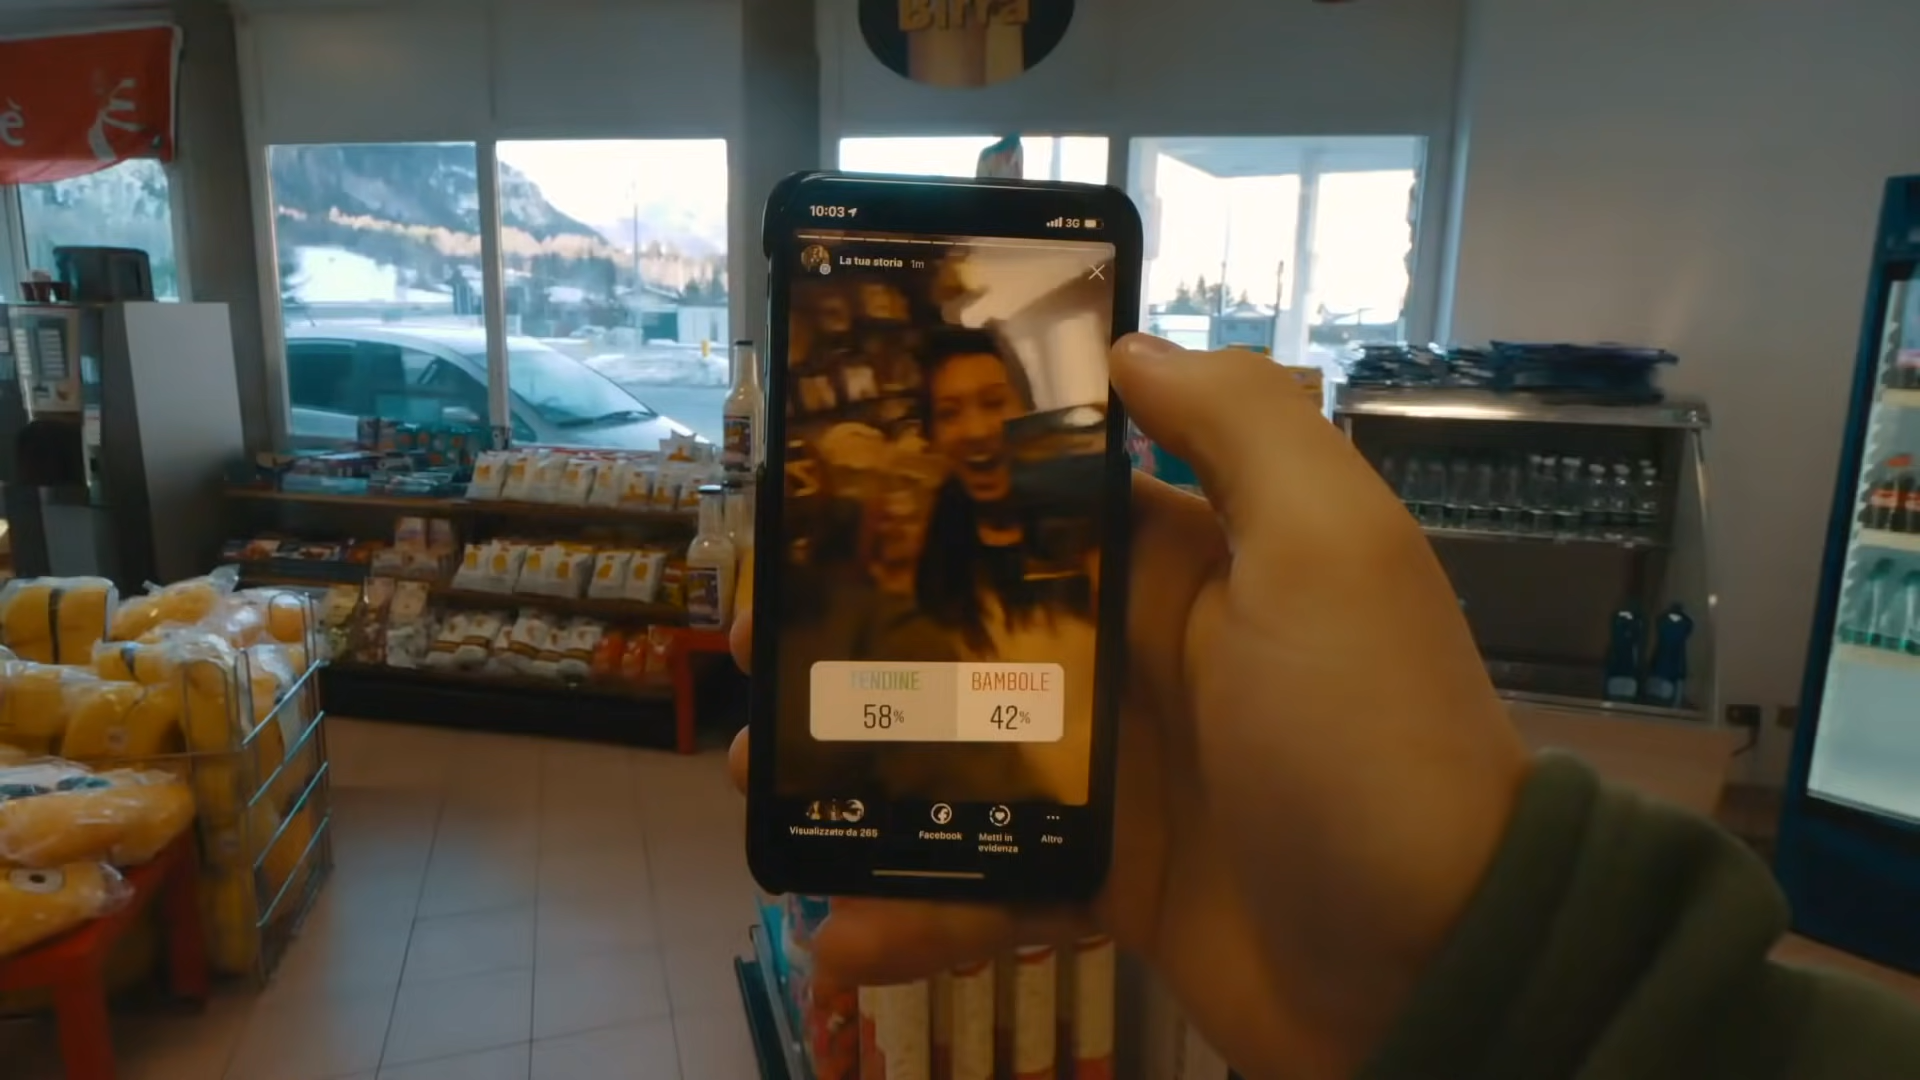 Birra
è
10:03
3G
La tua storia 1m
TENDINE
BAMBOLE
58%
42%
Visualizzato da 265
Facebook
Metti in
evidenza
Altro